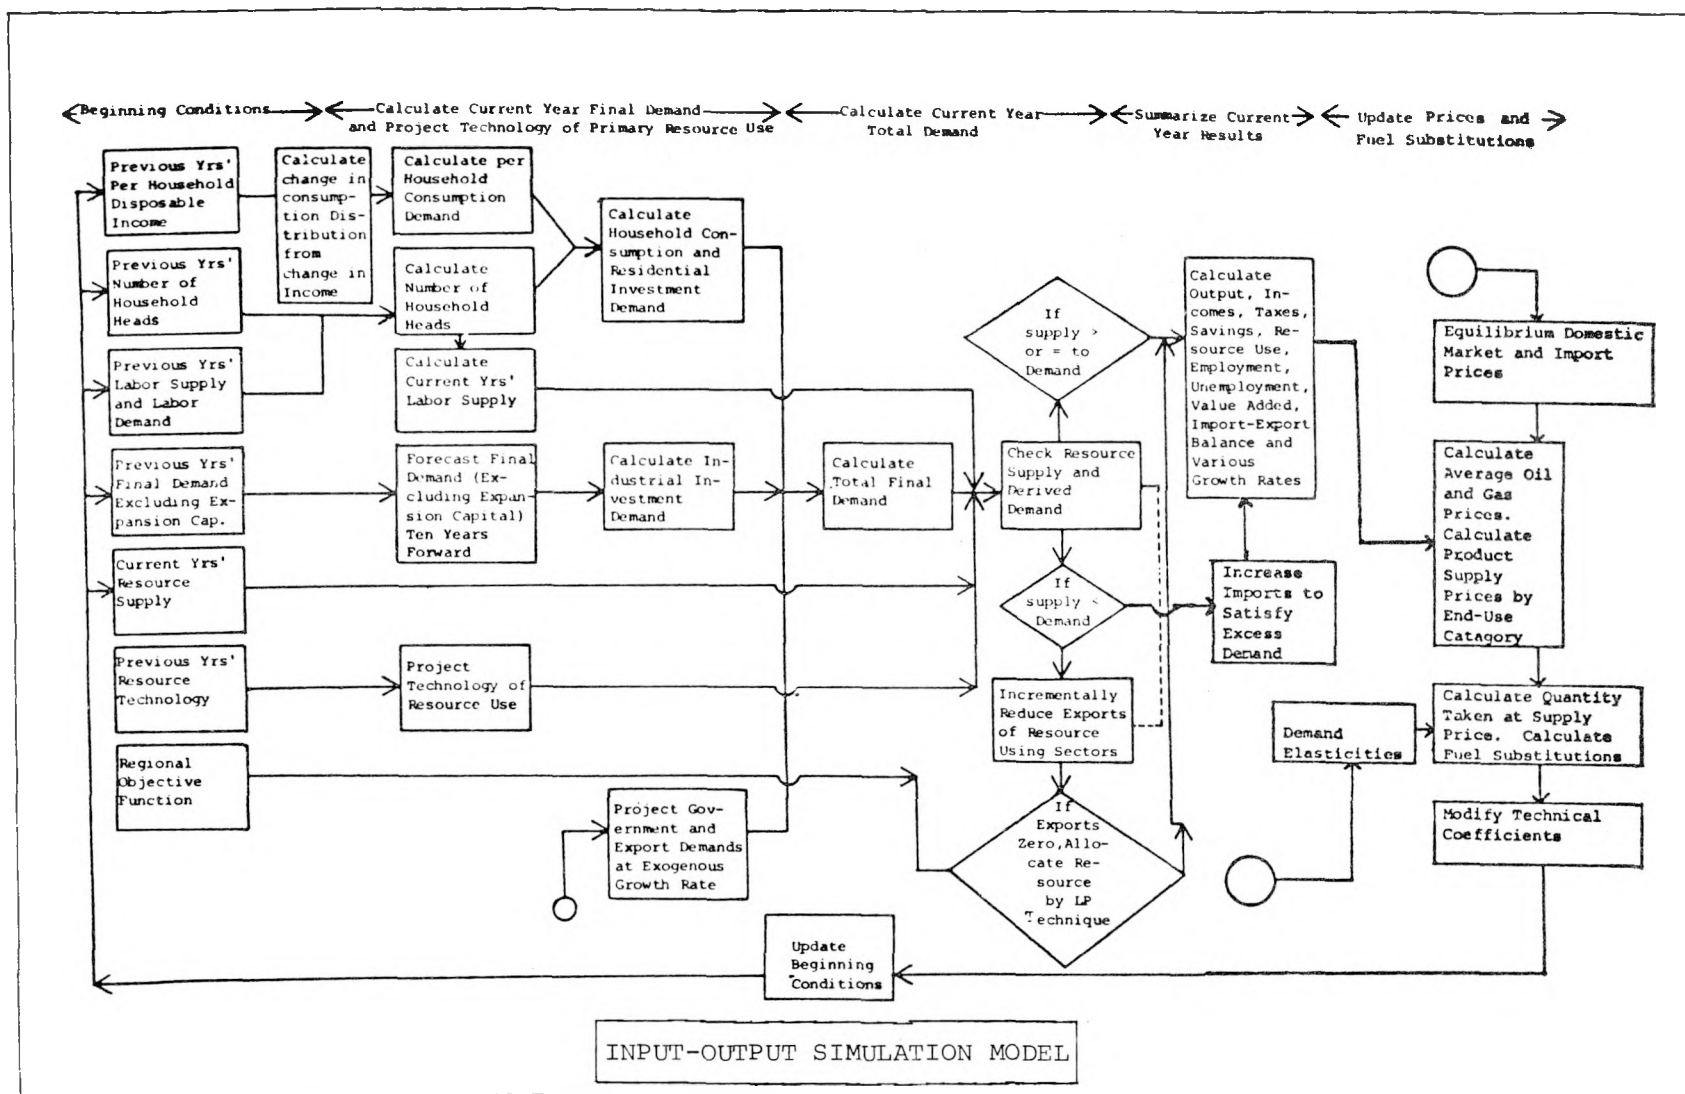 Beginning Conditions
Calculate Current Year Final Demand
and Project Technology of Primary Resource Use
Calculate Current Year
Total Demand
Summarize Current
Year Results
Update Prices and
Fuel Substitutions
Previous Yrs'
Per Household
Disposable
Income
Calculate
change in
consump-
tion Dis-
tribution
from
change in
Income
Calculate per
Household
Consumption
Demand
Calculate
Household Con-
sumption and
Residential
Investment
Demand
Previous Yrs'
Number of
Household
Heads
Calculate
Number of
Household
Heads
Previous Yrs'
Labor Supply
and Labor
Demand
Calculate
Current Yrs'
Labor Supply
Previous Yrs'
Final Demand
Excluding Ex-
pansion Cap.
Forecast Final
Demand (Ex-
cluding Expan-
sion Capital)
Ten Years
Forward
Calculate In-
dustrial In-
vestment
Demand
Calculate
Total Final
Demand
Check Resource
Supply and
Derived
Demand
If
supply >
or = to
Demand
If
supply <
Demand
Calculate
Output, In-
comes, Taxes,
Savings, Re-
source Use,
Employment,
Unemployment,
Value Added,
Import-Export
Balance and
Various
Growth Rates
Increase
Imports to
Satisfy
Excess
Demand
Equilibrium Domestic
Market and Import
Prices
Calculate
Average Oil
and Gas
Prices.
Calculate
Product
Supply
Prices by
End-Use
Catagory
Current Yrs'
Resource
Supply
Previous Yrs'
Resource
Technology
Project
Technology of
Resource Use
Incrementally
Reduce Exports
of Resource
Using Sectors
Demand
Elasticities
Calculate Quantity
Taken at Supply
Price. Calculate
Fuel Substitutions
Regional
Objective
Function
Project Gov-
ernment and
Export Demands
at Exogenous
Growth Rate
If
Exports
Zero, Allo-
cate Re-
source
by LP
Technique
Modify Technical
Coefficients
Update
Beginning
Conditions
INPUT-OUTPUT SIMULATION MODEL